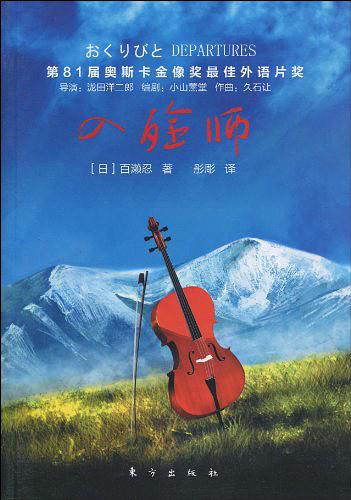 おくりびと DEPARTURES
第81届奥斯卡金像奖最佳外语片奖
导演：泷田洋二郎 编剧：小山薰堂 作曲：久石让
入殓师
［日］百濑忍 著 彤彫 译
东方出版社